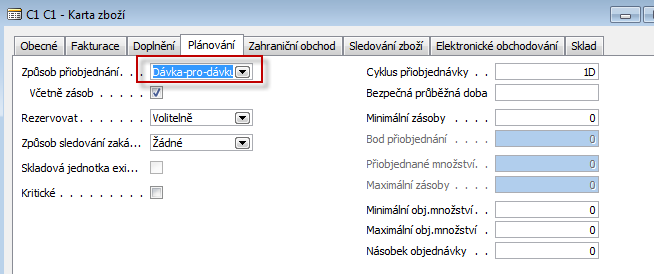 C1 C1 - Karta zboží
Obecné Fakturace Doplnění Plánování Zahraniční obchod Sledování zboží Elektronické obchodování Sklad
Způsob přiobjednání. . . Dávka-pro-dávku
Včetně zásob . . . . .
Rezervovat . . . . . . . . Volitelně
Způsob sledování zaká... Žádné
Skladová jednotka exi...
Kritické . . . . . . . . .
Cyklus přiobjednávky . . 1D
Bezpečná průběžná doba
Minimální zásoby . . . . 0
Bod přiobjednání . . . . 0
Přiobjednané množství. . 0
Maximální zásoby . . . . 0
Minimální obj.množství . . 0
Maximální obj.množství . . 0
Násobek objednávky . . . 0